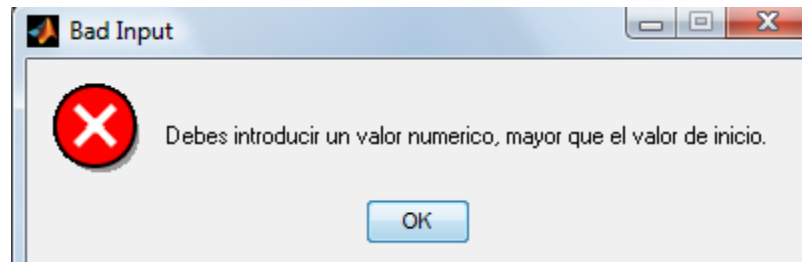 Bad Input
Debes introducir un valor numerico, mayor que el valor de inicio.
OK